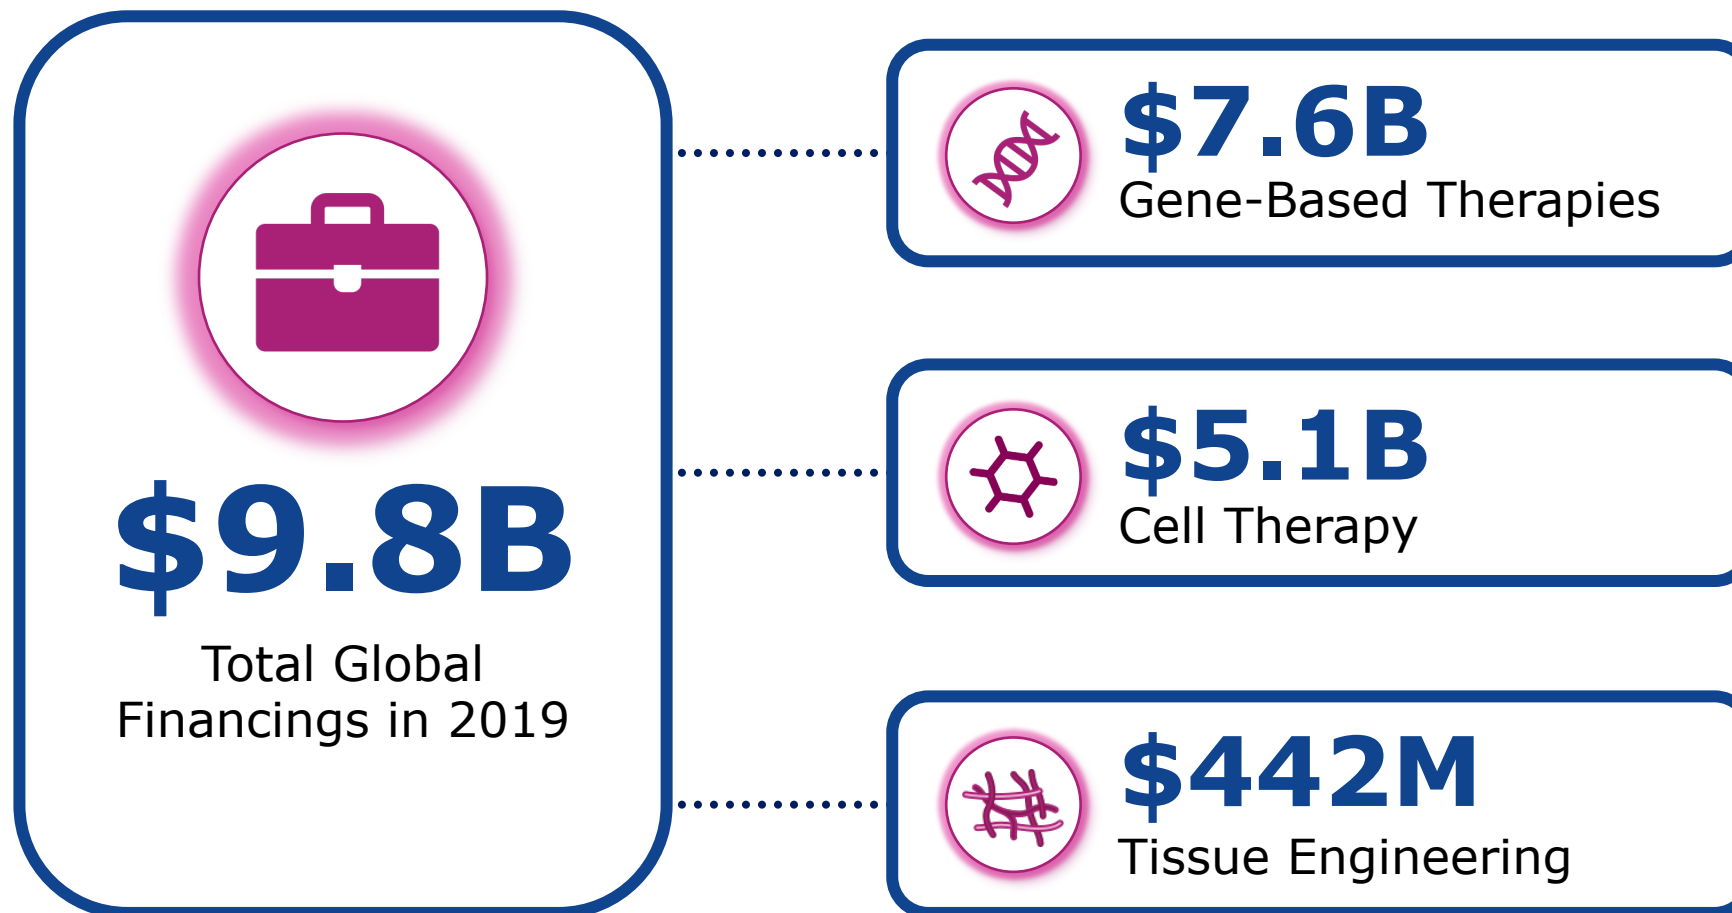 $9.8B
Total Global
Financings in 2019
$7.6B
Gene-Based Therapies
$5.1B
Cell Therapy
$442M
Tissue Engineering